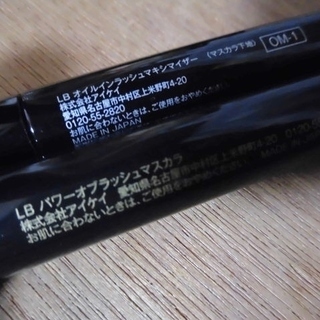 LB オイルインラッシュマキシマイザー (マスカラ下地) OM-1
株式会社アイケイ
愛知県名古屋市中村区上米野町4-20
0120-55-2820
お肌に合わないときは、ご使用をおやめください。
MADE IN JAPAN
LB パワーオブラッシュマスカラ
株式会社アイケイ 愛知県名古屋市中村区上米野町4-20 0120-5
お肌に合わないときは、ご使用をおやめください。 MADE IN